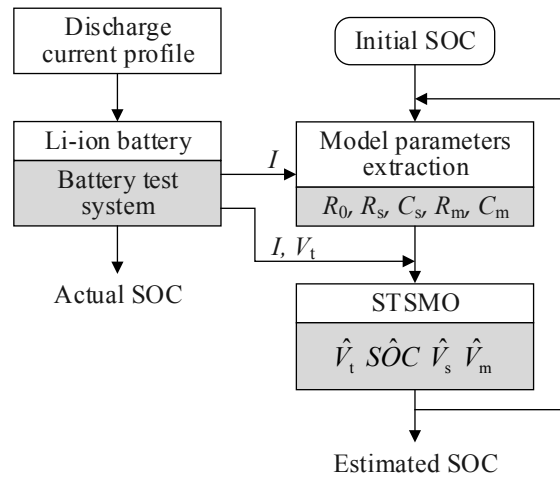 Discharge
current profile
Li-ion battery
Battery test
system
Actual SOC
I
I, Vₜ
Initial SOC
Model parameters
extraction
R₀, Rₛ, Cₛ, Rₘ, Cₘ
STSMO
V̂ₜ SÔC V̂ₛ V̂ₘ
Estimated SOC